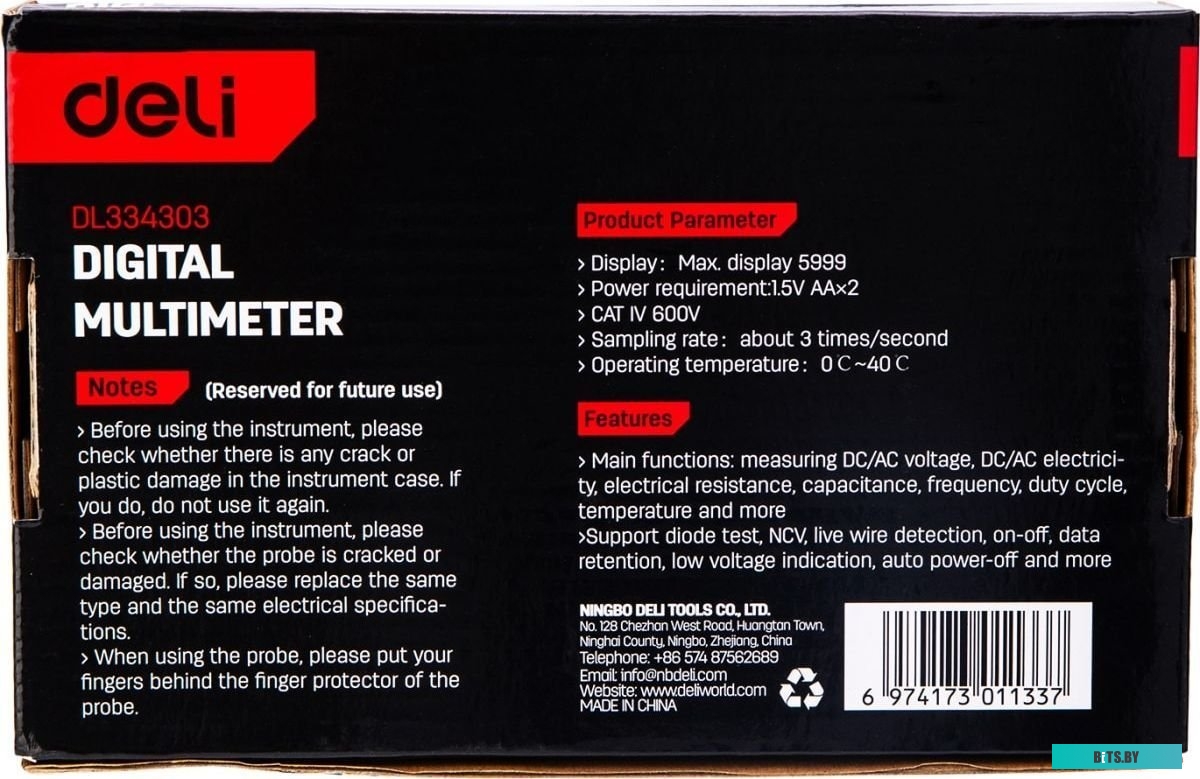 deli
DL334303
DIGITAL
MULTIMETER
Notes (Reserved for future use)
> Before using the instrument, please
check whether there is any crack or
plastic damage in the instrument case. If
you do, do not use it again.
> Before using the instrument, please
check whether the probe is cracked or
damaged. If so, please replace the same
type and the same electrical specifica-
tions.
> When using the probe, please put your
fingers behind the finger protector of the
probe.
Product Parameter
> Display: Max. display 5999
> Power requirement:1.5V AA×2
> CAT IV 600V
> Sampling rate: about 3 times/second
> Operating temperature: 0℃~40℃
Features
> Main functions: measuring DC/AC voltage, DC/AC electrici-
ty, electrical resistance, capacitance, frequency, duty cycle,
temperature and more
>Support diode test, NCV, live wire detection, on-off, data
retention, low voltage indication, auto power-off and more
NINGBO DELI TOOLS CO., LTD.
No. 128 Chezhan West Road, Huangtan Town,
Ninghai County, Ningbo, Zhejiang, China
Telephone: +86 574 87562689
Email: info@nbdeli.com
Website: www.deliworld.com
MADE IN CHINA
6 974173 011337
BiTS.BY